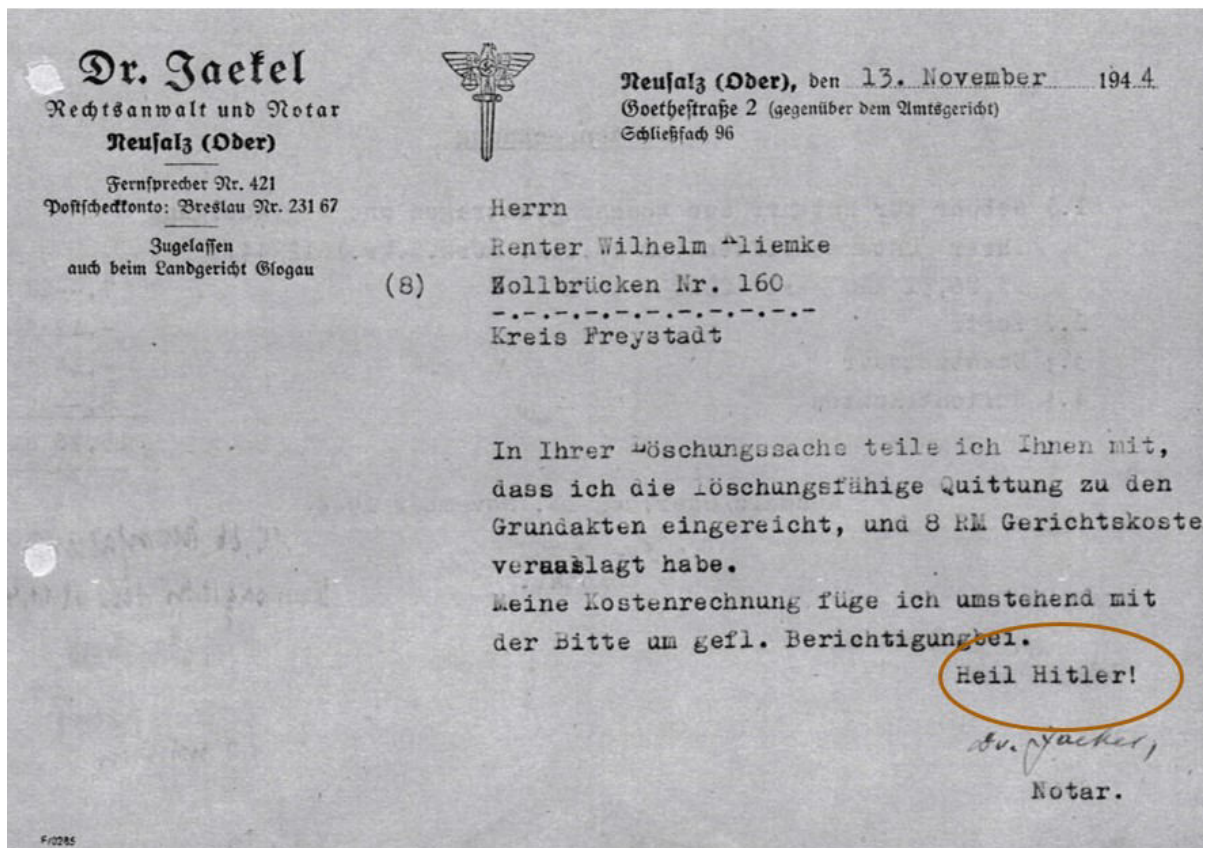 Dr. Jaekel
Rechtsanwalt und Notar
Neusalz (Oder)
Fernsprecher Nr. 421
Postscheckkonto: Breslau Nr. 231 67
Zugelassen
auch beim Landgericht Glogau
Neusalz (Oder), den 13. November 1944
Goethestraße 2 (gegenüber dem Amtsgericht)
Schließfach 96
Herrn
Renter Wilhelm Aliemke
(8) Zollbrücken Nr. 160
-.-.-.-.-.-.-.-.-.-.-
Kreis Freystadt
In Ihrer Löschungssache teile ich Ihnen mit,
dass ich die löschungsfähige Quittung zu den
Grundakten eingereicht, und 8 RM Gerichtskoste
veraaslagt habe.
Meine Kostenrechnung füge ich umstehend mit
der Bitte um gefl. Berichtigungbei.
Heil Hitler!
Dr. Jaekel,
Notar.
F/0285